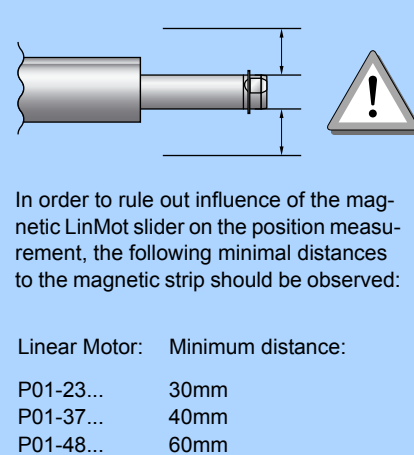 In order to rule out influence of the mag-
netic LinMot slider on the position measu-
rement, the following minimal distances
to the magnetic strip should be observed:
Linear Motor: Minimum distance:
P01-23... 30mm
P01-37... 40mm
P01-48... 60mm